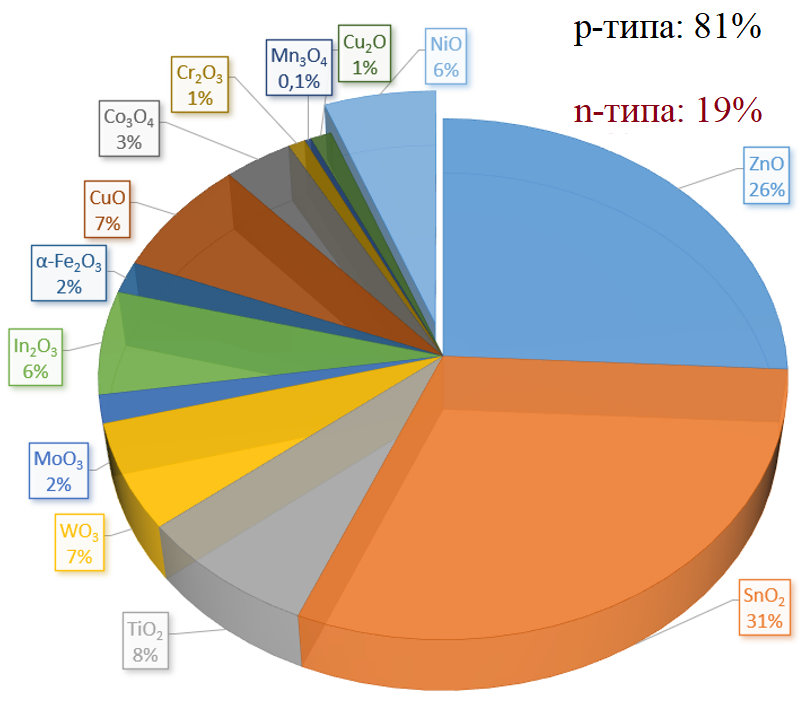 p-типа: 81%
n-типа: 19%
NiO
6%
Cu₂O
1%
Mn₃O₄
0,1%
Cr₂O₃
1%
Co₃O₄
3%
CuO
7%
α-Fe₂O₃
2%
In₂O₃
6%
MoO₃
2%
WO₃
7%
TiO₂
8%
SnO₂
31%
ZnO
26%